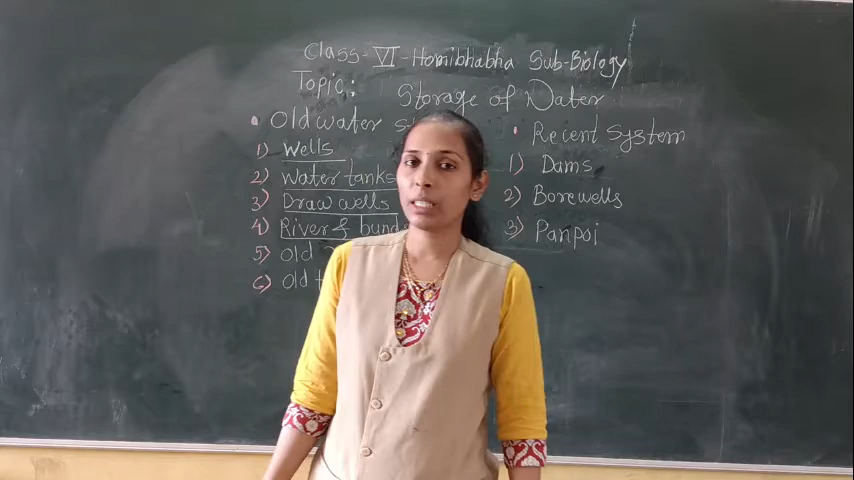 Class-VI-Homibhabha Sub-Biology
Topic: Storage of Water
• Old water
1) Wells
2) Water tanks
3) Draw wells
4) River & bund
5) Old
6) Old
• Recent System
1) Dams
2) Borewells
3) Panpoi